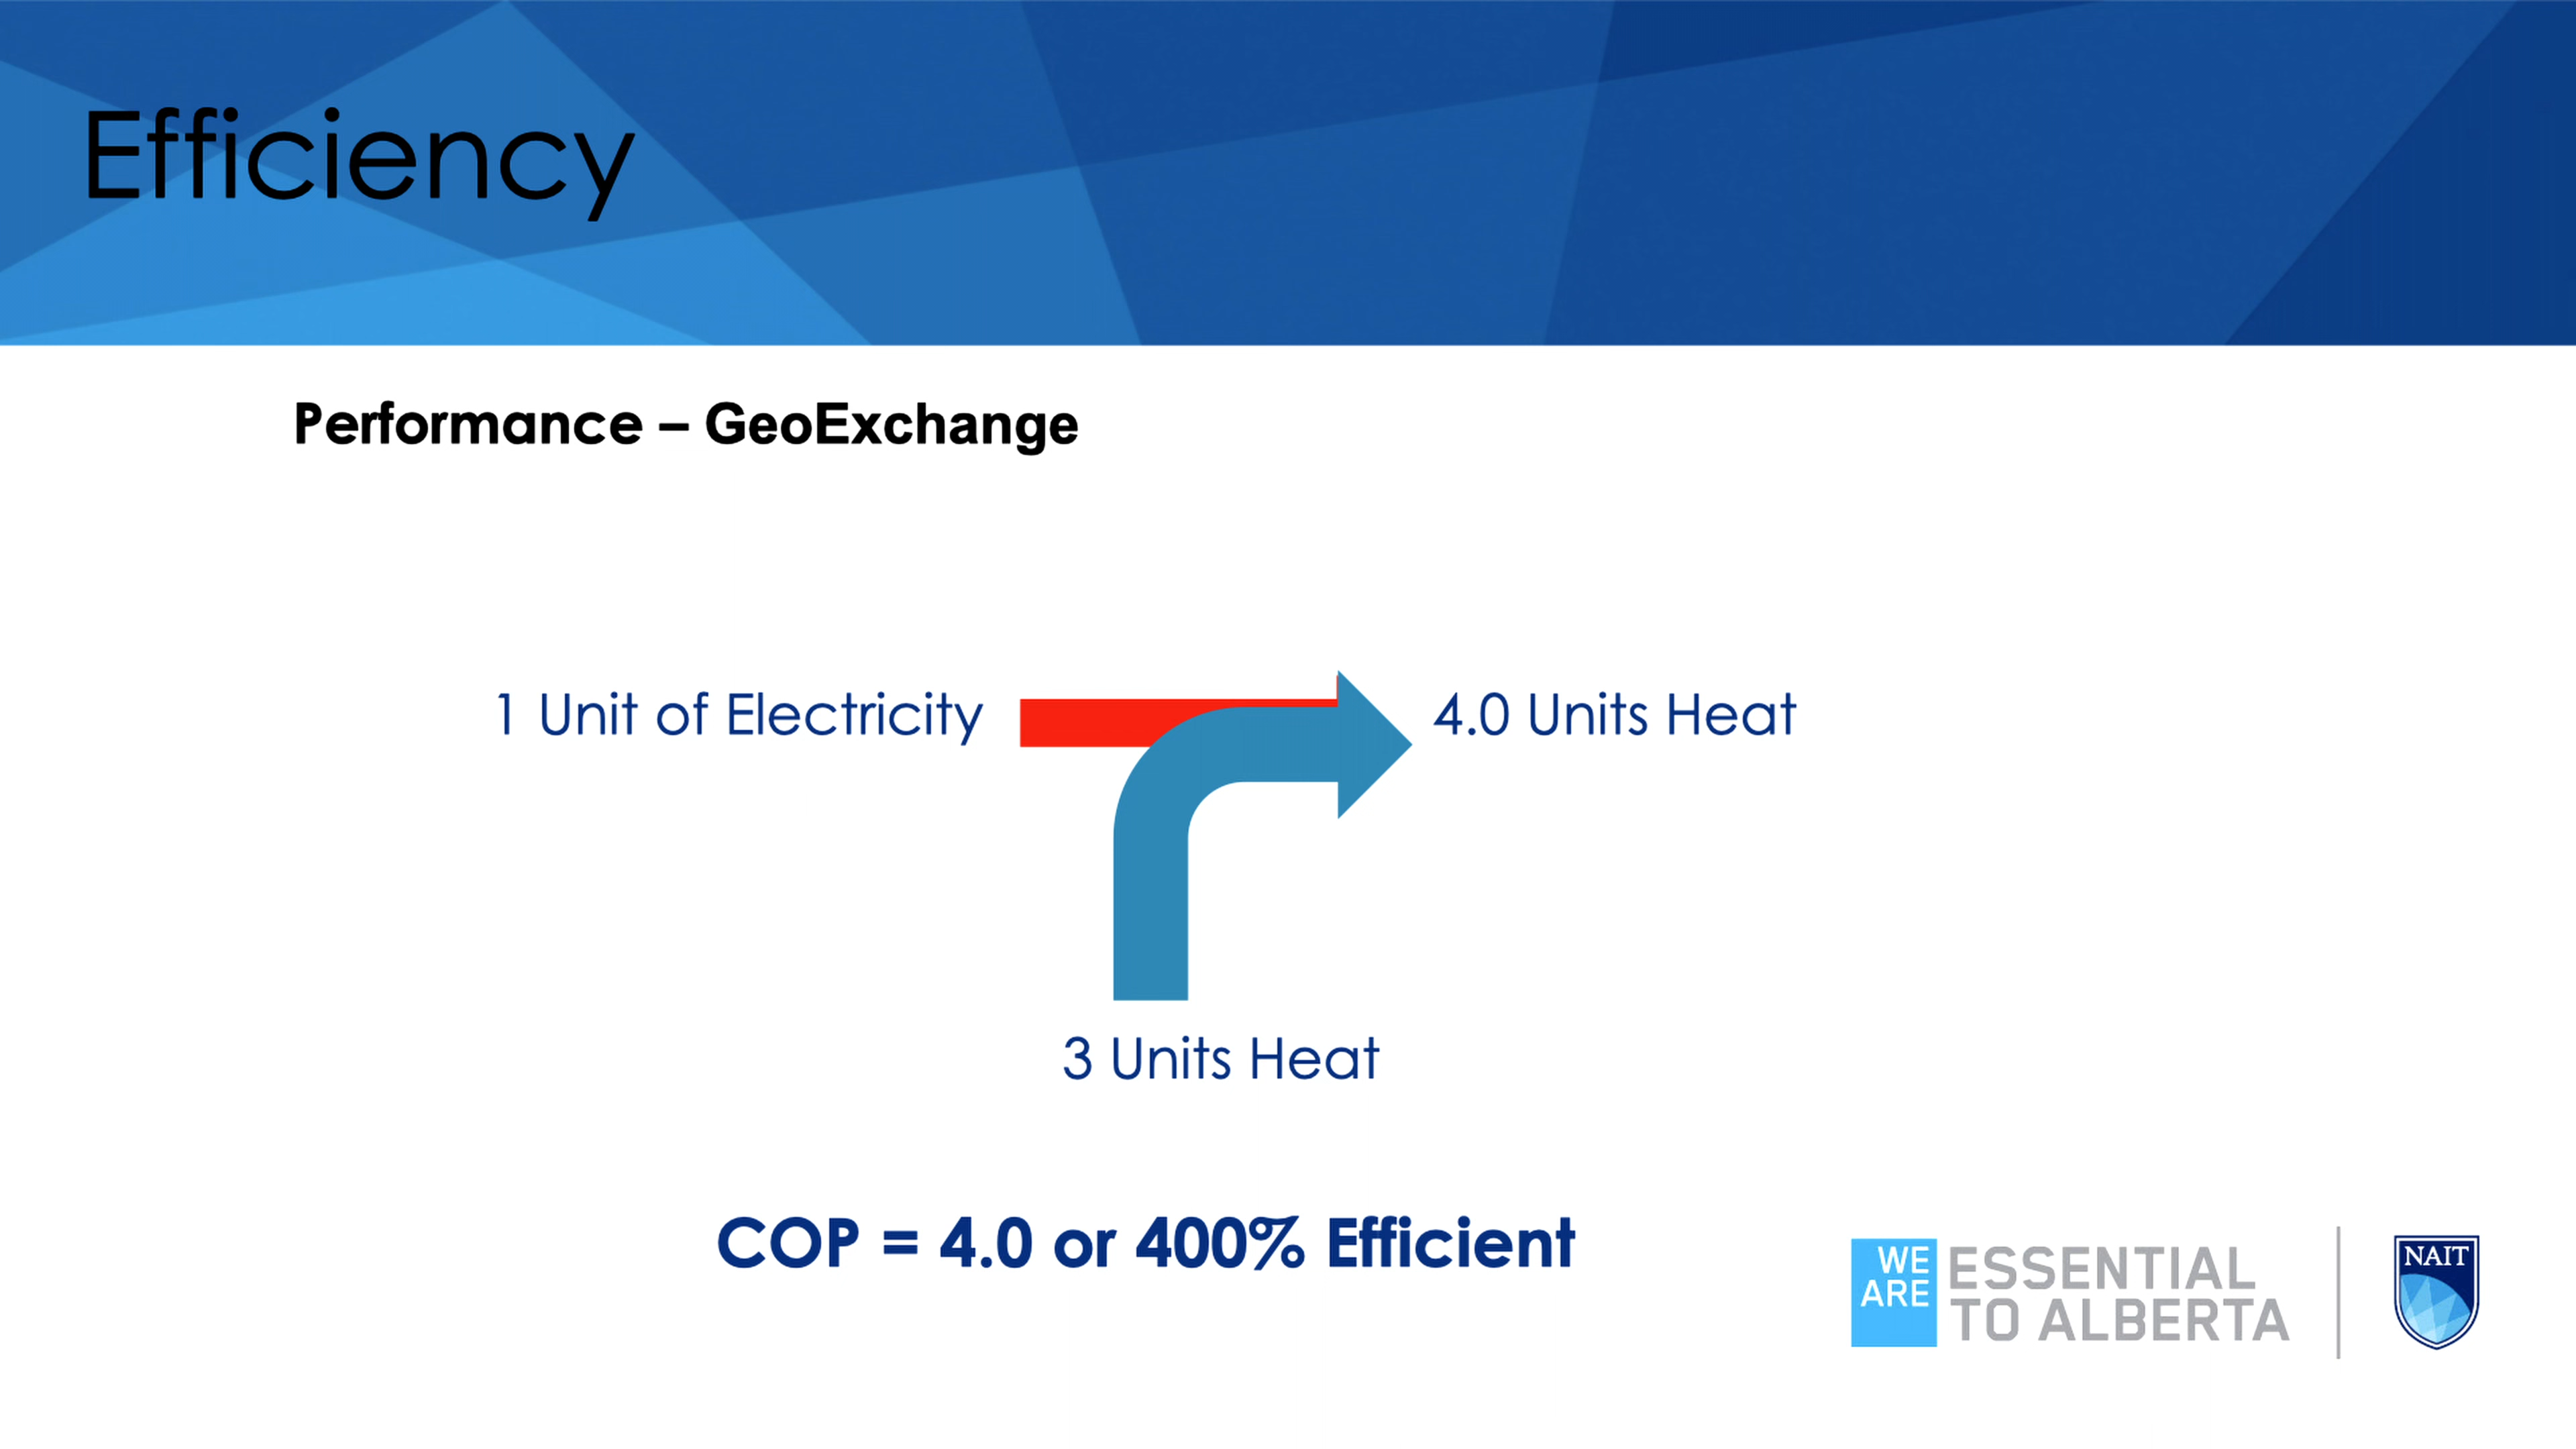 Efficiency
Performance – GeoExchange
1 Unit of Electricity
4.0 Units Heat
3 Units Heat
COP = 4.0 or 400% Efficient
WE ARE
ESSENTIAL
TO ALBERTA
NAIT